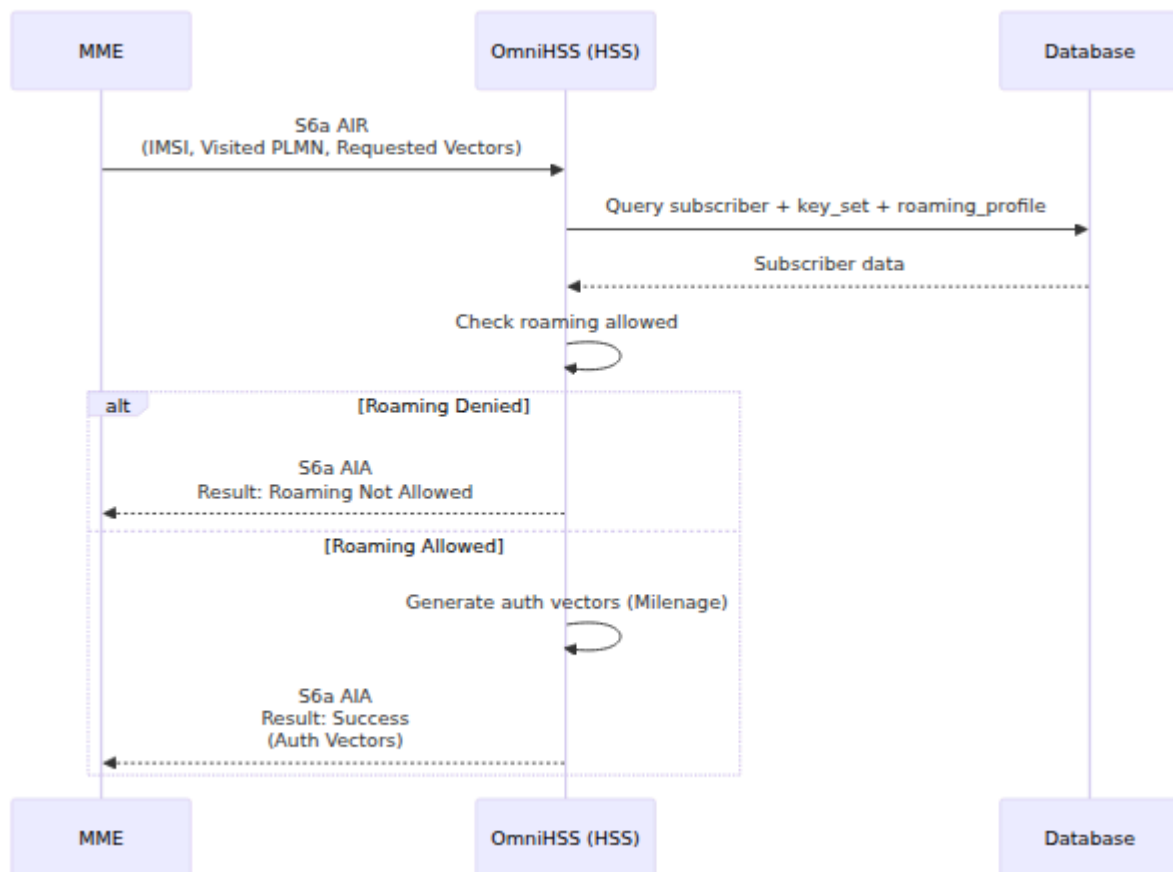 MME
OmniHSS (HSS)
Database
S6a AIR
(IMSI, Visited PLMN, Requested Vectors)
Query subscriber + key_set + roaming_profile
Subscriber data
Check roaming allowed
alt
[Roaming Denied]
S6a AIA
Result: Roaming Not Allowed
[Roaming Allowed]
Generate auth vectors (Milenage)
S6a AIA
Result: Success
(Auth Vectors)
MME
OmniHSS (HSS)
Database